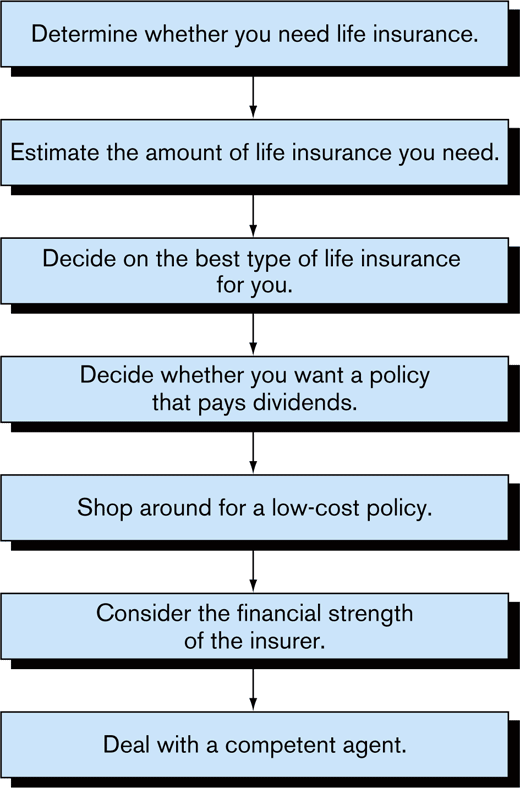 Determine whether you need life insurance.
Estimate the amount of life insurance you need.
Decide on the best type of life insurance
for you.
Decide whether you want a policy
that pays dividends.
Shop around for a low-cost policy.
Consider the financial strength
of the insurer.
Deal with a competent agent.